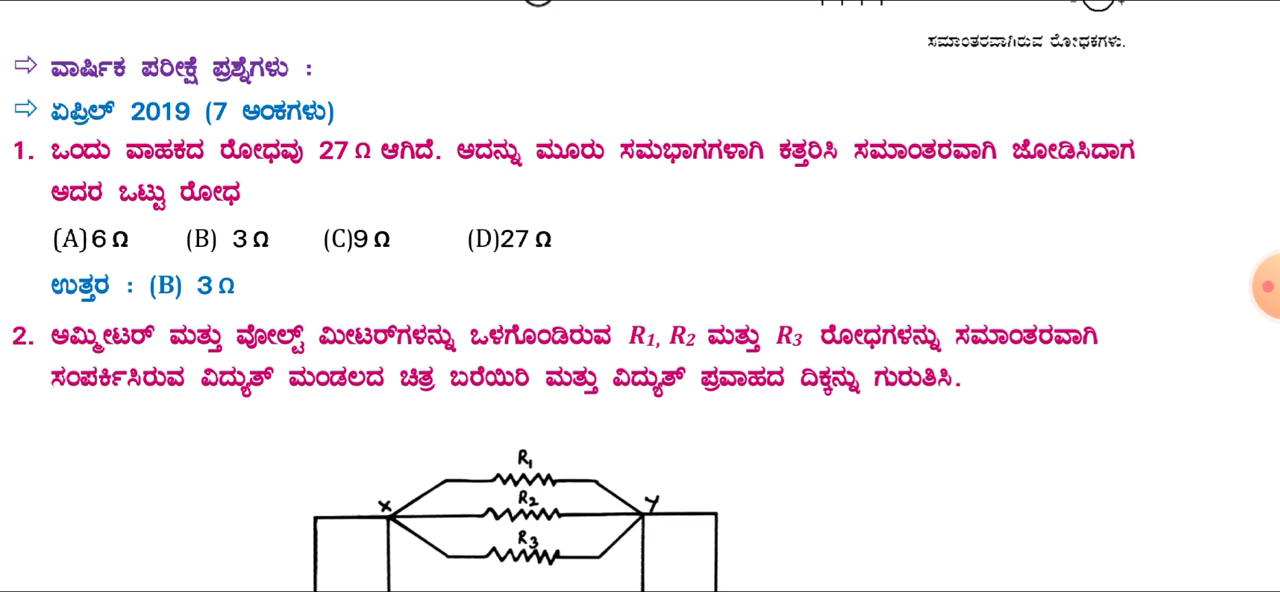 ಸಮಾಂತರವಾಗಿರುವ ರೋಧಕಗಳು.
⇨ ವಾರ್ಷಿಕ ಪರೀಕ್ಷೆ ಪ್ರಶ್ನೆಗಳು :
⇨ ಏಪ್ರಿಲ್ 2019 (7 ಅಂಕಗಳು)
1. ಒಂದು ವಾಹಕದ ರೋಧವು 27 Ω ಆಗಿದೆ. ಅದನ್ನು ಮೂರು ಸಮಭಾಗಗಳಾಗಿ ಕತ್ತರಿಸಿ ಸಮಾಂತರವಾಗಿ ಜೋಡಿಸಿದಾಗ
ಅದರ ಒಟ್ಟು ರೋಧ
(A) 6 Ω (B) 3 Ω (C)9 Ω (D)27 Ω
ಉತ್ತರ : (B) 3 Ω
2. ಆಮ್ಮೀಟರ್ ಮತ್ತು ವೋಲ್ಟ್ ಮೀಟರ್‌ಗಳನ್ನು ಒಳಗೊಂಡಿರುವ R1, R2 ಮತ್ತು R3 ರೋಧಗಳನ್ನು ಸಮಾಂತರವಾಗಿ
ಸಂಪರ್ಕಿಸಿರುವ ವಿದ್ಯುತ್ ಮಂಡಲದ ಚಿತ್ರ ಬರೆಯಿರಿ ಮತ್ತು ವಿದ್ಯುತ್ ಪ್ರವಾಹದ ದಿಕ್ಕನ್ನು ಗುರುತಿಸಿ.
R1
X R2 Y
R3